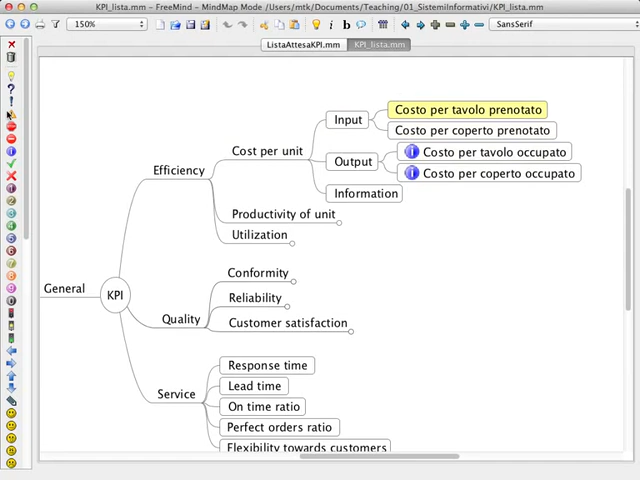 KPI_lista.mm - FreeMind - MindMap Mode /Users/mtk/Documents/Teaching/01_SistemiInformativi/KPI_lista.mm
150%
SansSerif
ListaAttesaKPI.mm
KPI_lista.mm
General
KPI
Efficiency
Cost per unit
Input
Costo per tavolo prenotato
Costo per coperto prenotato
Output
Costo per tavolo occupato
Costo per coperto occupato
Information
Productivity of unit
Utilization
Quality
Conformity
Reliability
Customer satisfaction
Service
Response time
Lead time
On time ratio
Perfect orders ratio
Flexibility towards customers